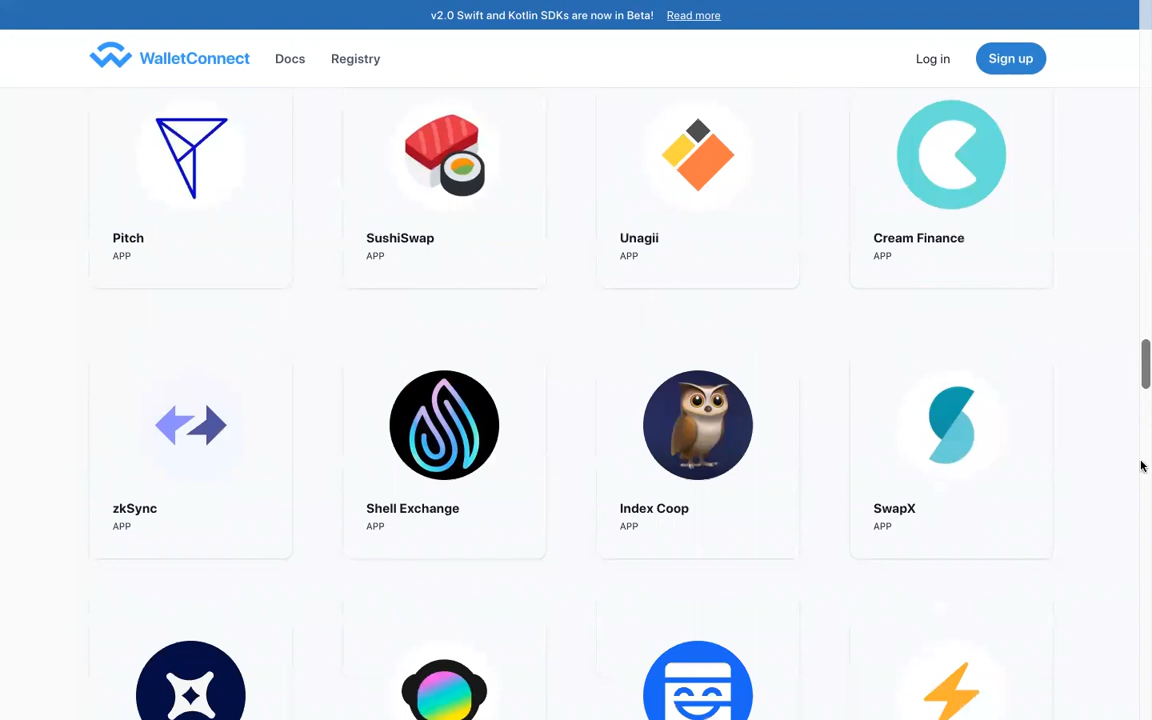 v2.0 Swift and Kotlin SDKs are now in Beta! Read more
WalletConnect Docs Registry Log in Sign up
Pitch SushiSwap Unagii Cream Finance
APP APP APP APP
zkSync Shell Exchange Index Coop SwapX
APP APP APP APP